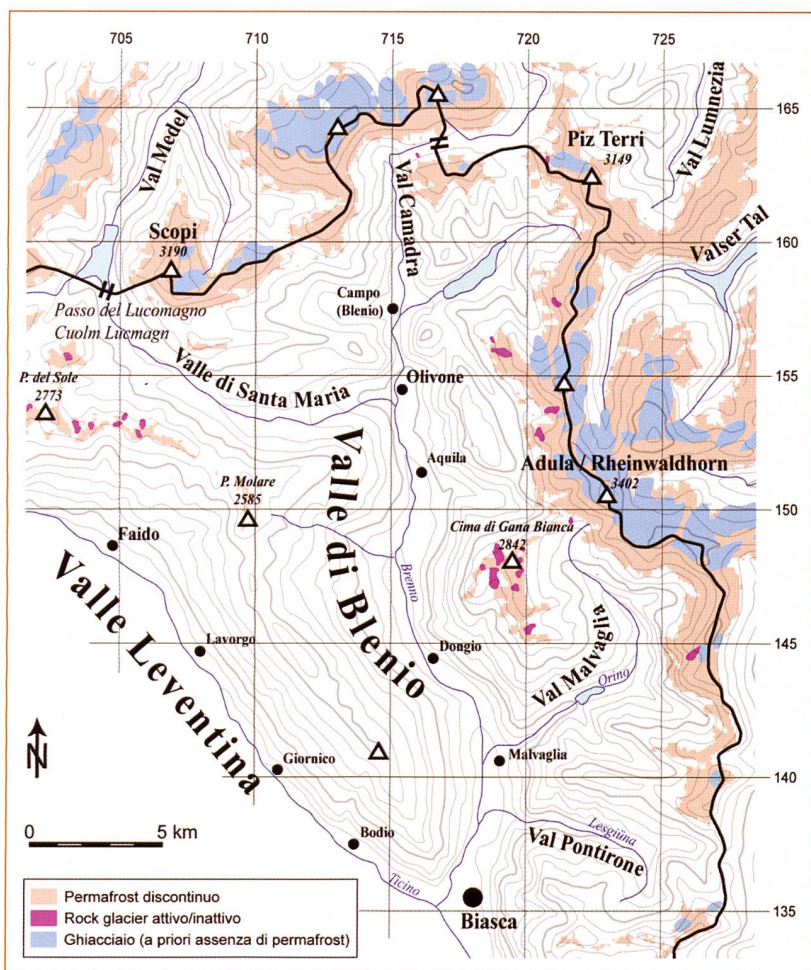 705 710 715 720 725
165
Val Medel
Val Lumnezia
Piz Terri
3149
Val Camadra
Scopi
3190
Valser Tal
160
Passo del Lucomagno
Cuolm Lucmagn
Campo
(Blenio)
Valle di Santa Maria
P. del Sole
2773
155
Olivone
Valle di Blenio
Aquila
Adula / Rheinwaldhorn
3402
P. Molare
2585
150
Faido
Cima di Gana Bianca
2842
Valle Leventina
Brenno
Lavorgo
Dongio
145
Val Malvaglia
Orino
N
Giornico
Malvaglia
140
0 5 km
Bodio
Lesgiüna
Val Pontirone
Ticino
Biasca
135
Permafrost discontinuo
Rock glacier attivo/inattivo
Ghiacciaio (a priori assenza di permafrost)